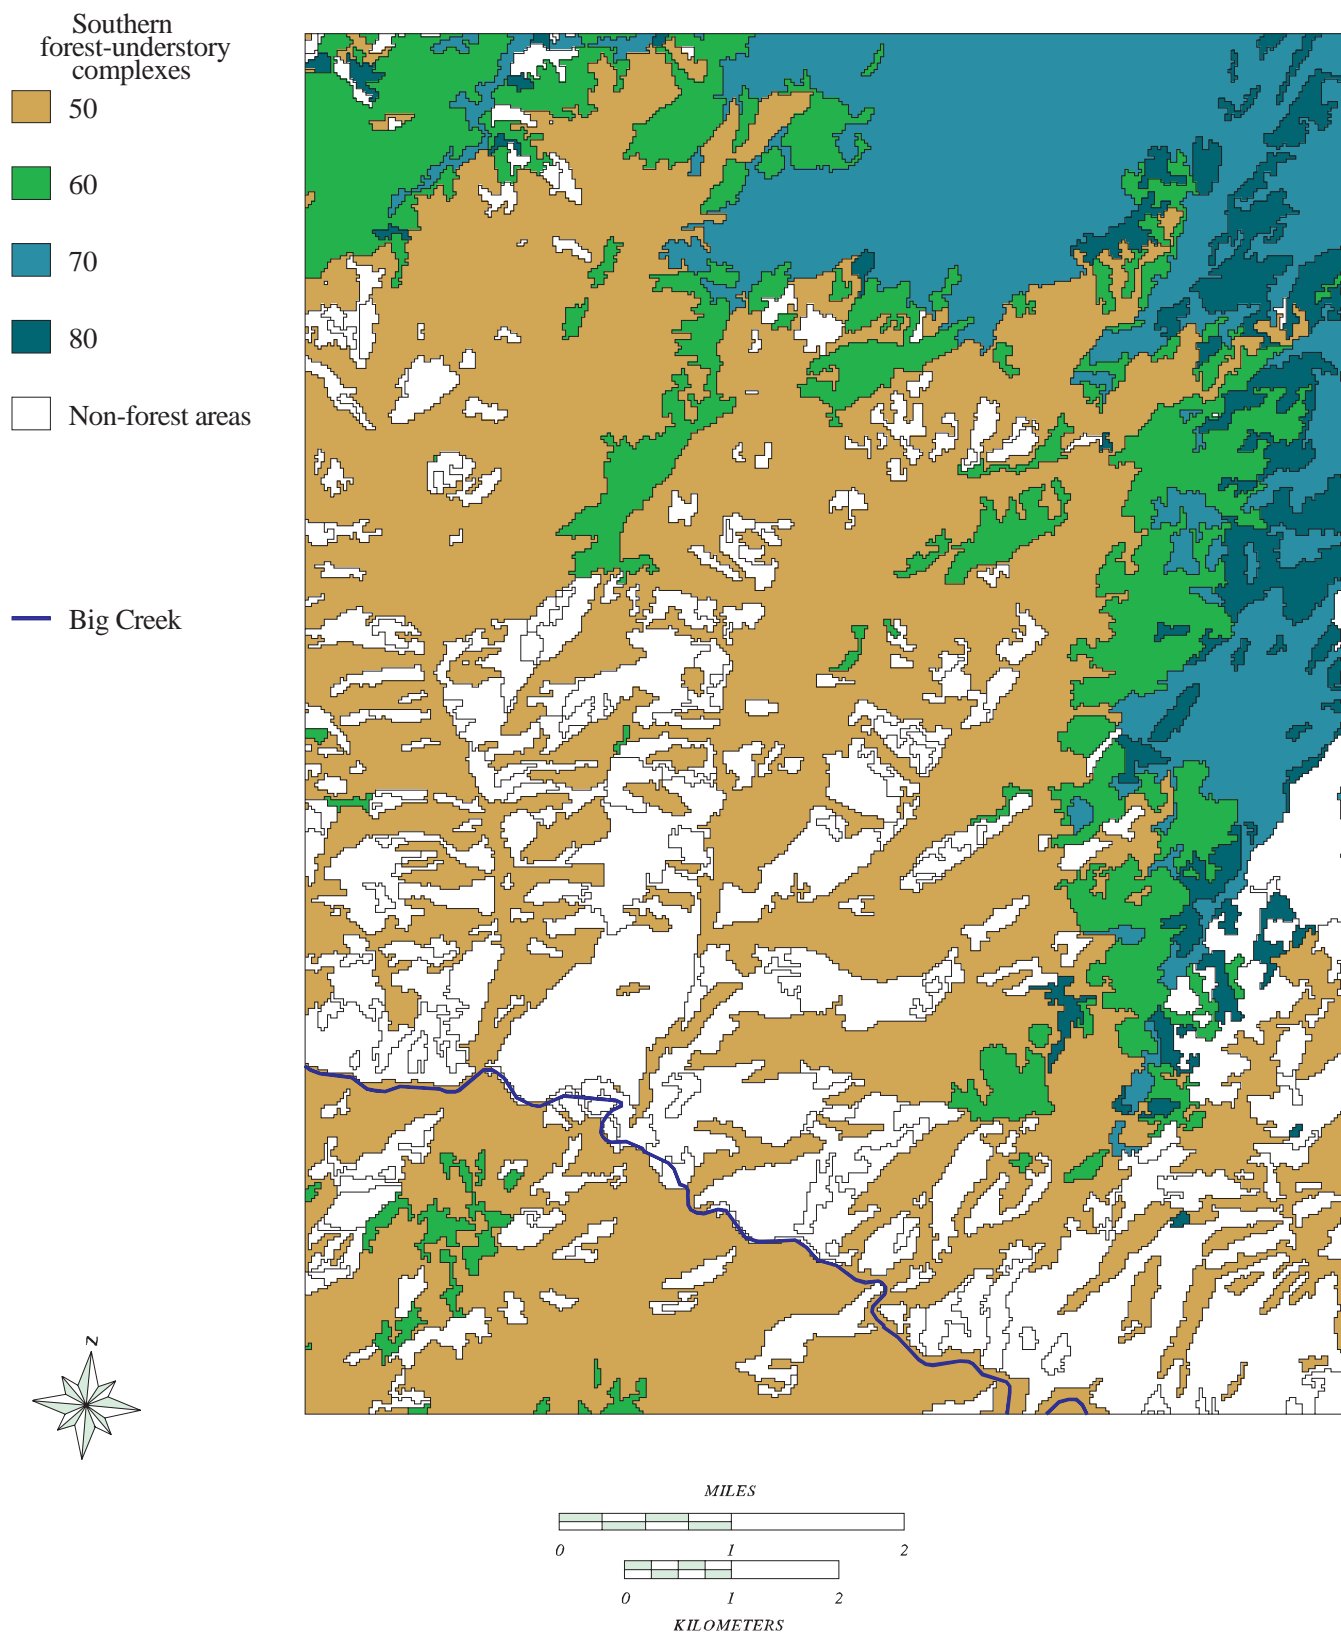 Southern
forest-understory
complexes
50
60
70
80
Non-forest areas
Big Creek
N
MILES
0 1 2
0 1 2
KILOMETERS